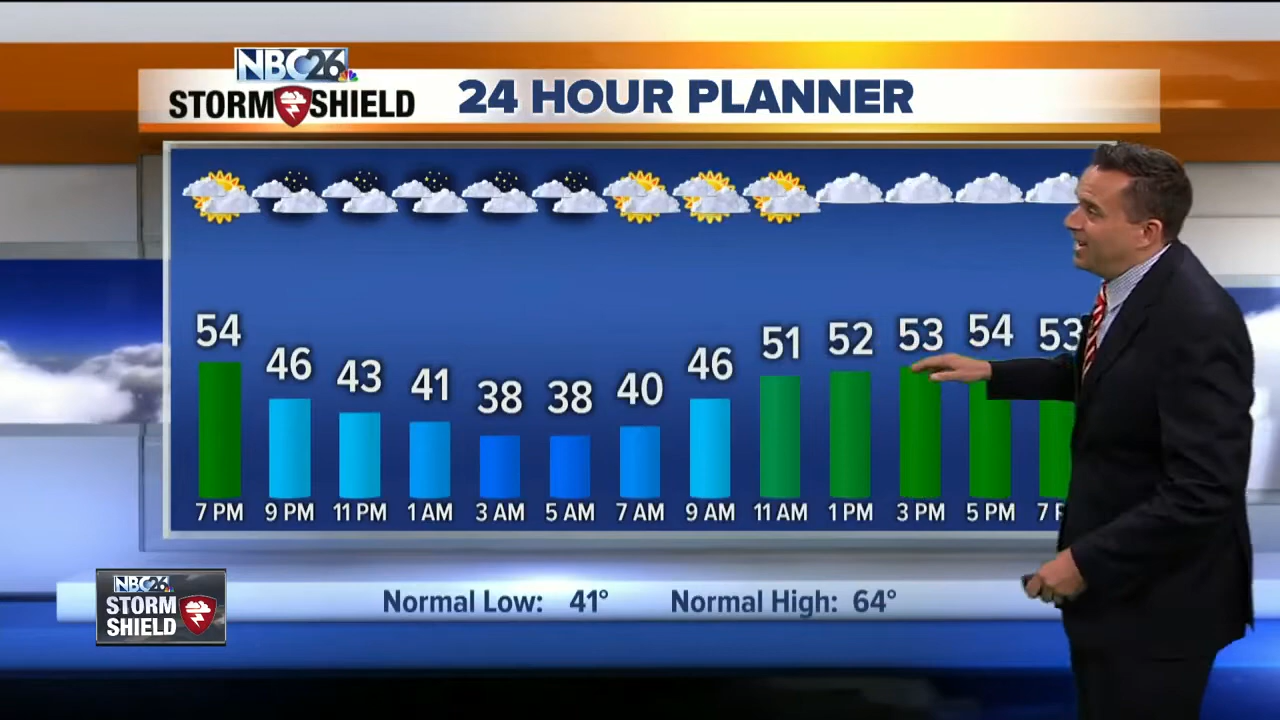 NBC26
STORM SHIELD
24 HOUR PLANNER
54 46 43 41 38 38 40 46 51 52 53 54 53
7 PM 9 PM 11 PM 1 AM 3 AM 5 AM 7 AM 9 AM 11 AM 1 PM 3 PM 5 PM 7
Normal Low: 41° Normal High: 64°
NBC26
STORM
SHIELD